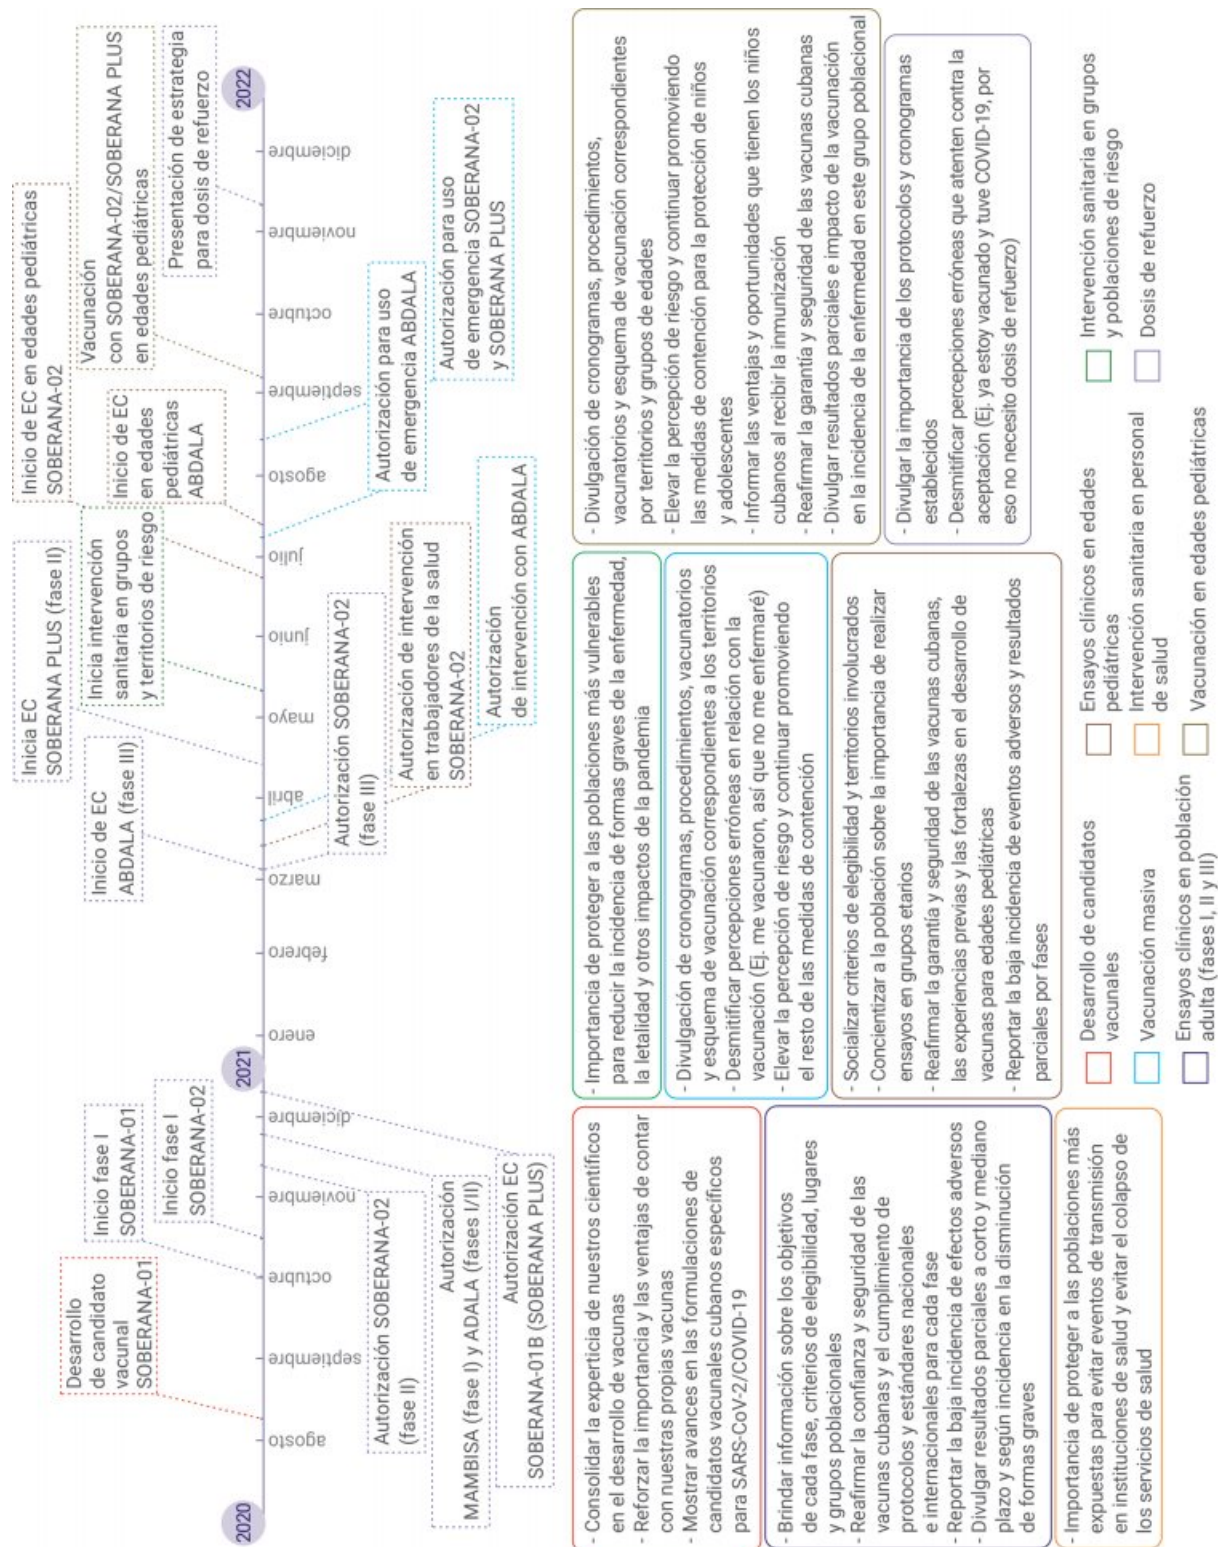 Desarrollo
de candidato
vacunal
SOBERANA-01
Inicio fase I
SOBERANA-01
Inicio fase I
SOBERANA-02
Inicio de EC
ABDALA (fase III)
Inicia EC
SOBERANA PLUS (fase II)
Inicia intervención
sanitaria en grupos
y territorios de riesgo
Inicio de EC en edades pediátricas
SOBERANA-02
Inicio de EC
en edades
pediátricas
ABDALA
Vacunación
con SOBERANA-02/SOBERANA PLUS
en edades pediátricas
Presentación de estrategia
para dosis de refuerzo
2020
agosto
septiembre
octubre
noviembre
diciembre
2021
enero
febrero
marzo
abril
mayo
junio
julio
agosto
septiembre
octubre
noviembre
diciembre
2022
Autorización SOBERANA-02
(fase II)
Autorización
MAMBISA (fase I) y ADALA (fases I/II)
Autorización EC
SOBERANA-01B (SOBERANA PLUS)
Autorización SOBERANA-02
(fase III)
Autorización de intervención
en trabajadores de la salud
SOBERANA-02
Autorización
de intervención con ABDALA
Autorización para uso
de emergencia ABDALA
Autorización para uso
de emergencia SOBERANA-02
y SOBERANA PLUS
- Consolidar la experticia de nuestros científicos
en el desarrollo de vacunas
- Reforzar la importancia y las ventajas de contar
con nuestras propias vacunas
- Mostrar avances en las formulaciones de
candidatos vacunales cubanos específicos
para SARS-CoV-2/COVID-19
- Brindar información sobre los objetivos
de cada fase, criterios de elegibilidad, lugares
y grupos poblacionales
- Reafirmar la confianza y seguridad de las
vacunas cubanas y el cumplimiento de
protocolos y estándares nacionales
e internacionales para cada fase
- Reportar la baja incidencia de efectos adversos
- Divulgar resultados parciales a corto y mediano
plazo y según incidencia en la disminución
de formas graves
- Importancia de proteger a las poblaciones más
expuestas para evitar eventos de transmisión
en instituciones de salud y evitar el colapso de
los servicios de salud
- Importancia de proteger a las poblaciones más vulnerables
para reducir la incidencia de formas graves de la enfermedad,
la letalidad y otros impactos de la pandemia
- Divulgación de cronogramas, procedimientos, vacunatorios
y esquema de vacunación correspondientes a los territorios
- Desmitificar percepciones erróneas en relación con la
vacunación (Ej. me vacunaron, así que no me enfermaré)
- Elevar la percepción de riesgo y continuar promoviendo
el resto de las medidas de contención
- Socializar criterios de elegibilidad y territorios involucrados
- Concientizar a la población sobre la importancia de realizar
ensayos en grupos etarios
- Reafirmar la garantía y seguridad de las vacunas cubanas,
las experiencias previas y las fortalezas en el desarrollo de
vacunas para edades pediátricas
- Reportar la baja incidencia de eventos adversos y resultados
parciales por fases
- Divulgación de cronogramas, procedimientos,
vacunatorios y esquema de vacunación correspondientes
por territorios y grupos de edades
- Elevar la percepción de riesgo y continuar promoviendo
las medidas de contención para la protección de niños
y adolescentes
- Informar las ventajas y oportunidades que tienen los niños
cubanos al recibir la inmunización
- Reafirmar la garantía y seguridad de las vacunas cubanas
- Divulgar resultados parciales e impacto de la vacunación
en la incidencia de la enfermedad en este grupo poblacional
- Divulgar la importancia de los protocolos y cronogramas
establecidos
- Desmitificar percepciones erróneas que atenten contra la
aceptación (Ej. ya estoy vacunado y tuve COVID-19, por
eso no necesito dosis de refuerzo)
Desarrollo de candidatos
vacunales
Vacunación masiva
Ensayos clínicos en población
adulta (fases I, II y III)
Ensayos clínicos en edades
pediátricas
Intervención sanitaria en personal
de salud
Vacunación en edades pediátricas
Intervención sanitaria en grupos
y poblaciones de riesgo
Dosis de refuerzo